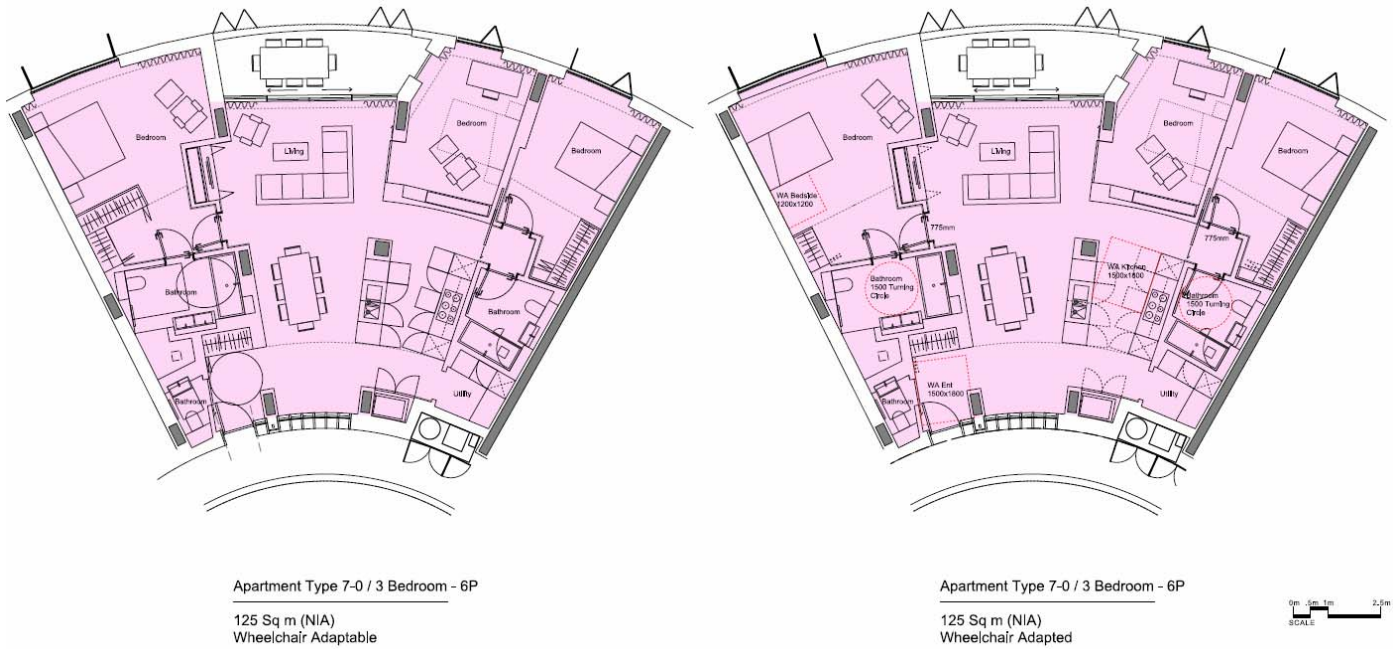 Bedroom
Living
Bedroom
Bedroom
Bathroom
Bathroom
Bathroom
Utility
Apartment Type 7-0 / 3 Bedroom - 6P
125 Sq m (NIA)
Wheelchair Adaptable
Bedroom
Living
Bedroom
Bedroom
WA Bedside
1200x1200
775mm
775mm
Bathroom
1500 Turning
Circle
WA Kitchen
1500x1800
Bathroom
1500 Turning
Circle
WA Ent
1500x1800
Bathroom
Utility
Apartment Type 7-0 / 3 Bedroom - 6P
125 Sq m (NIA)
Wheelchair Adapted
0m .5m 1m 2.5m
SCALE